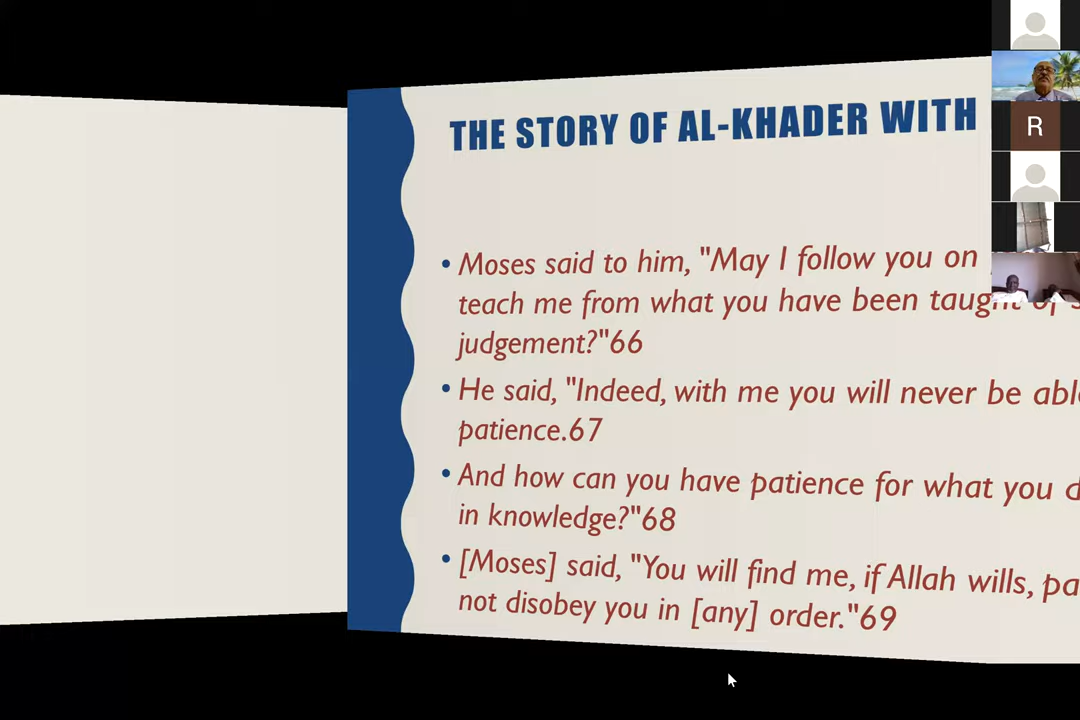 THE STORY OF AL-KHADER WITH
R
• Moses said to him, "May I follow you on
teach me from what you have been taught of
judgement?"66
• He said, "Indeed, with me you will never be
patience.67
• And how can you have patience for what you
in knowledge?"68
• [Moses] said, "You will find me, if Allah wills,
not disobey you in [any] order."69